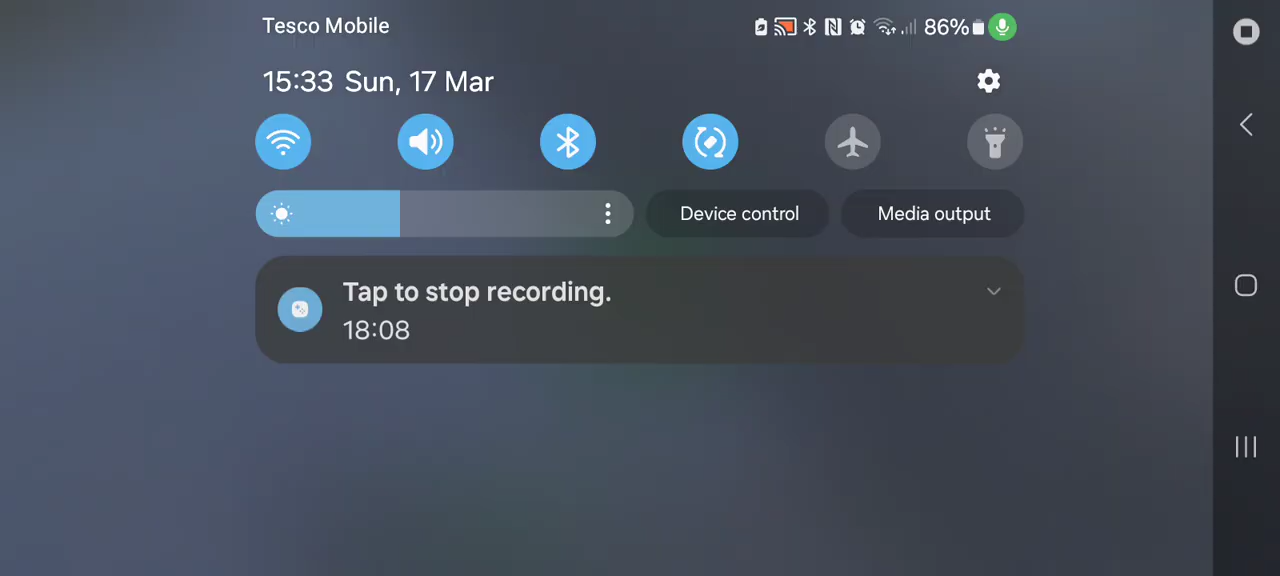 Tesco Mobile
86%
15:33 Sun, 17 Mar
Device control
Media output
Tap to stop recording.
18:08